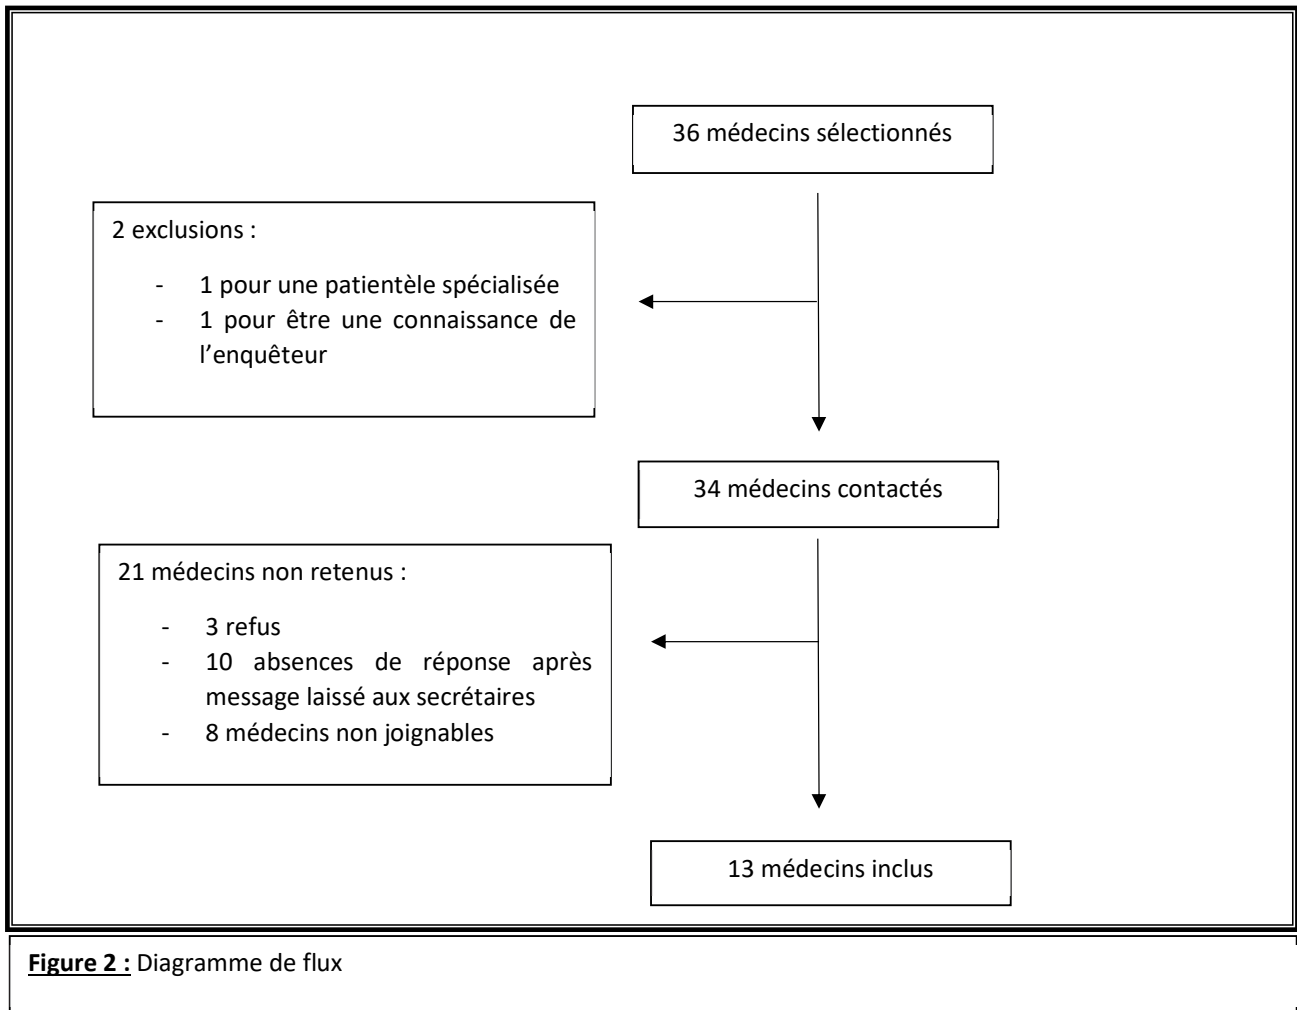 36 médecins sélectionnés
2 exclusions :
- 1 pour une patientèle spécialisée
- 1 pour être une connaissance de
l’enquêteur
34 médecins contactés
21 médecins non retenus :
- 3 refus
- 10 absences de réponse après
message laissé aux secrétaires
- 8 médecins non joignables
13 médecins inclus
Figure 2 : Diagramme de flux